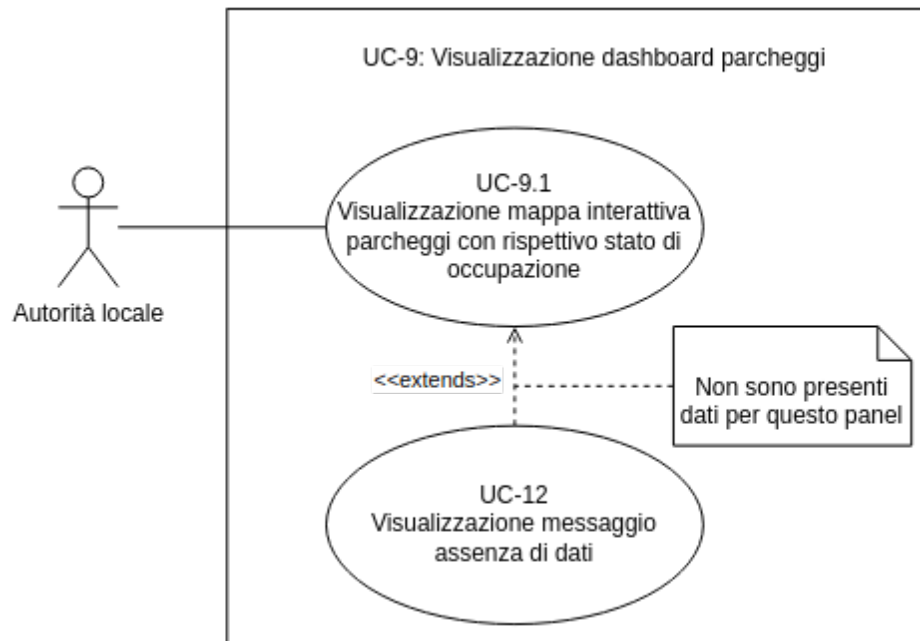 UC-9: Visualizzazione dashboard parcheggi
UC-9.1
Visualizzazione mappa interattiva
parcheggi con rispettivo stato di
occupazione
Autorità locale
<<extends>>
Non sono presenti
dati per questo panel
UC-12
Visualizzazione messaggio
assenza di dati